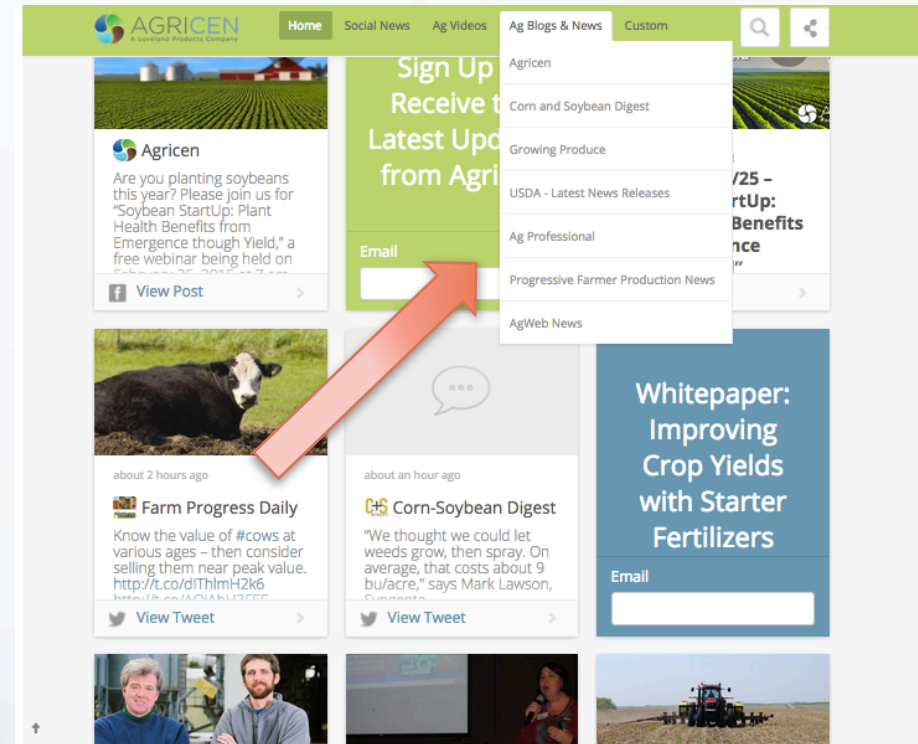 AGRICEN
A Loveland Products Company
Home
Social News
Ag Videos
Ag Blogs & News
Custom
Agricen
Corn and Soybean Digest
Growing Produce
USDA - Latest News Releases
Ag Professional
Progressive Farmer Production News
AgWeb News
Agricen
Are you planting soybeans
this year? Please join us for
“Soybean StartUp: Plant
Health Benefits from
Emergence though Yield,” a
free webinar being held on
February 25, 2015 at 7 am
View Post
Sign Up
Receive
Latest Upd
from Agri
Email
/25 –
rtUp:
Benefits
nce
"
about 2 hours ago
Farm Progress Daily
Know the value of #cows at
various ages – then consider
selling them near peak value.
http://t.co/dIThlmH2k6
View Tweet
about an hour ago
C+S Corn-Soybean Digest
“We thought we could let
weeds grow, then spray. On
average, that costs about 9
bu/acre,” says Mark Lawson,
Syngenta
View Tweet
Whitepaper:
Improving
Crop Yields
with Starter
Fertilizers
Email